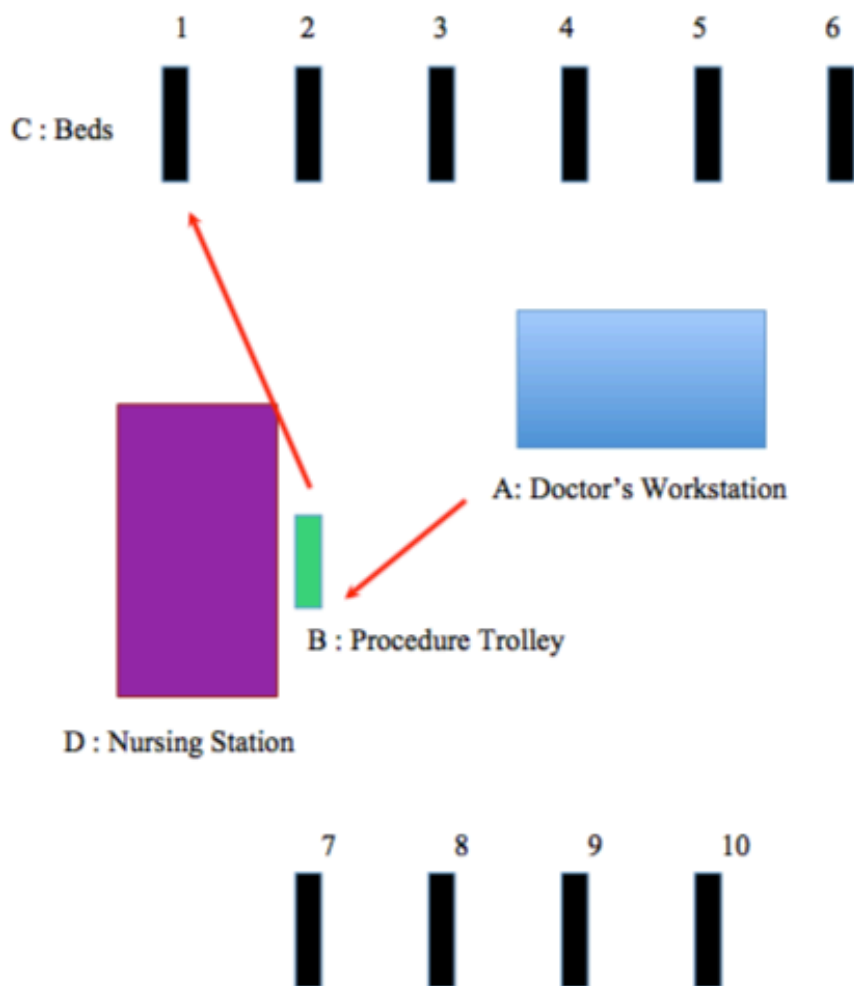 1 2 3 4 5 6
C : Beds
A: Doctor’s Workstation
B : Procedure Trolley
D : Nursing Station
7 8 9 10